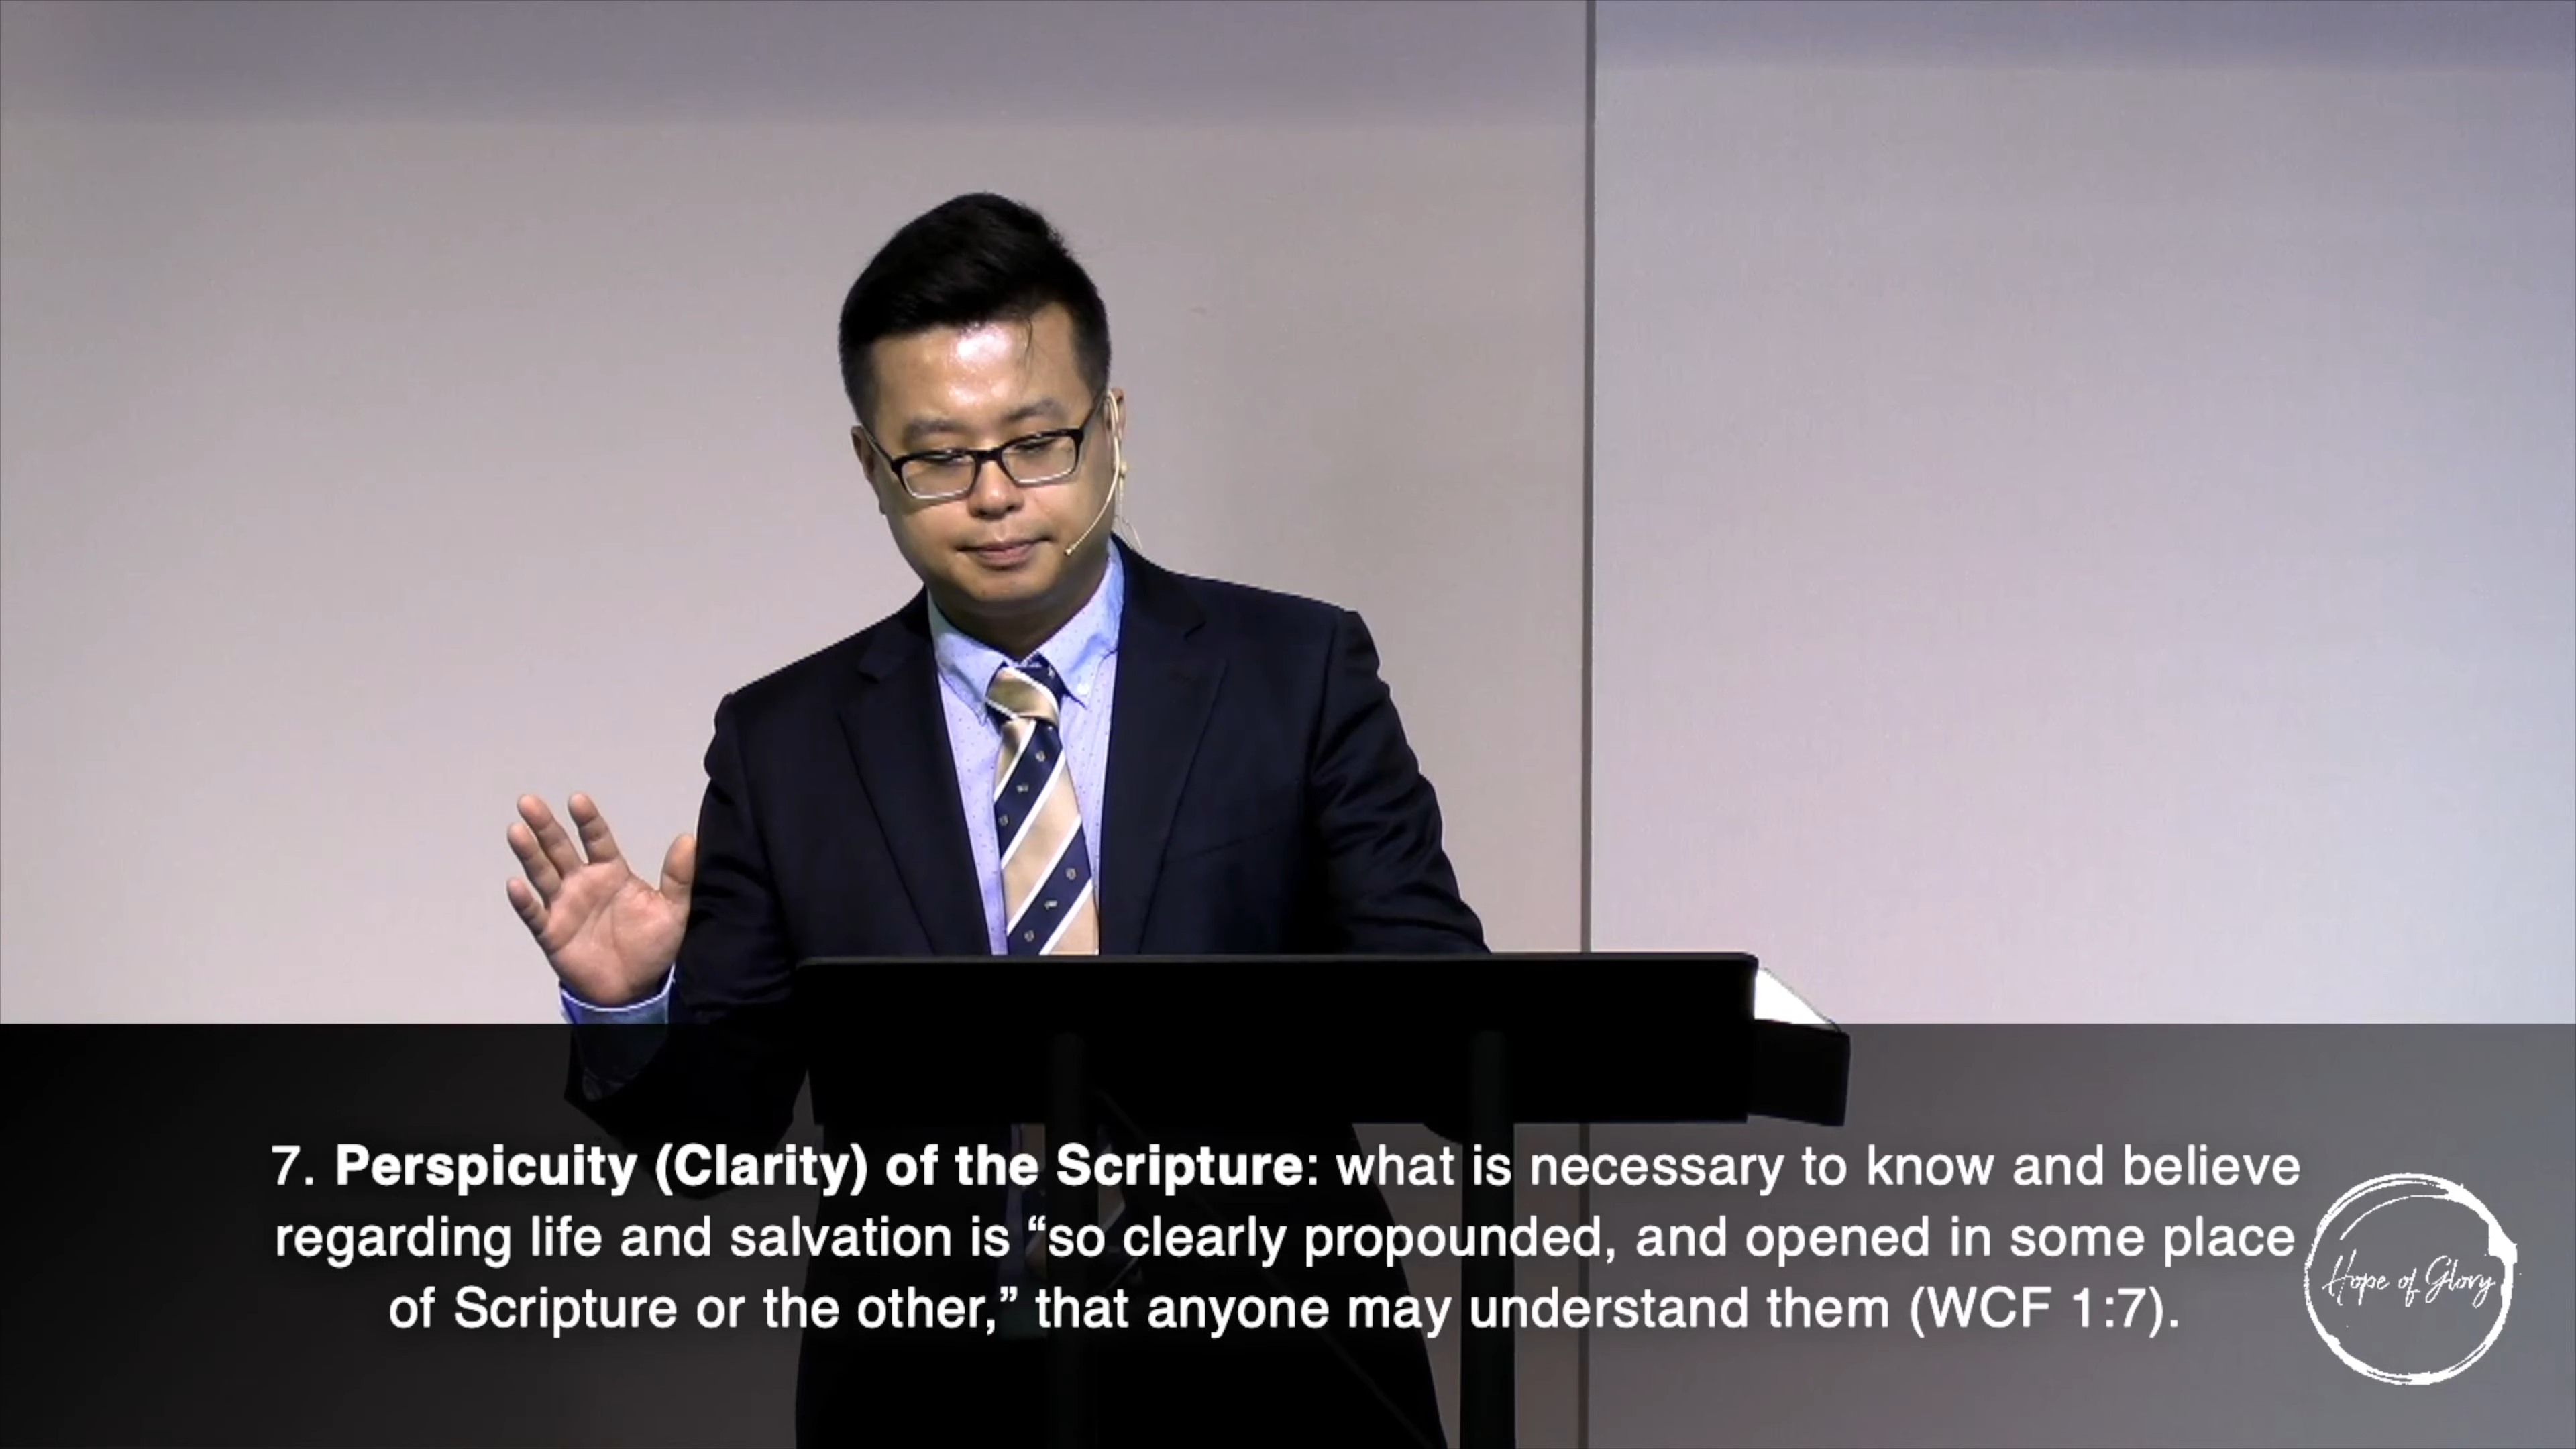 7. Perspicuity (Clarity) of the Scripture: what is necessary to know and believe
regarding life and salvation is “so clearly propounded, and opened in some place
of Scripture or the other,” that anyone may understand them (WCF 1:7).
Hope of Glory